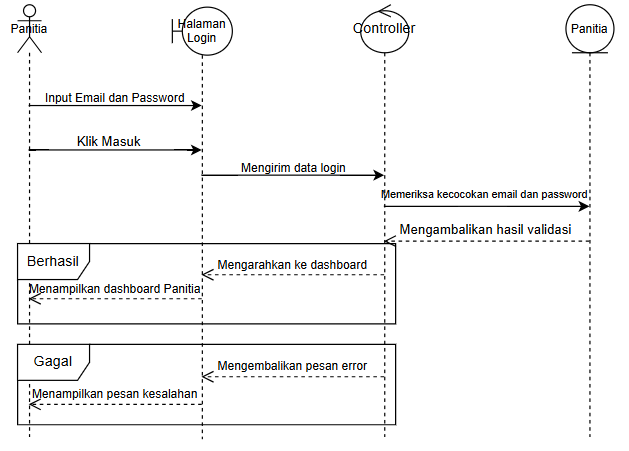 Panitia
Halaman
Login
Controller
Panitia
Input Email dan Password
Klik Masuk
Mengirim data login
Memeriksa kecocokan email dan password
Mengambalikan hasil validasi
Berhasil
Mengarahkan ke dashboard
Menampilkan dashboard Panitia
Gagal
Mengembalikan pesan error
Menampilkan pesan kesalahan